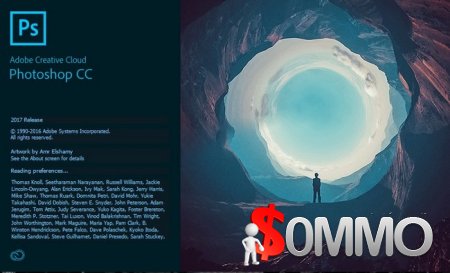 Ps
Adobe Creative Cloud
Photoshop CC
2017 Release
© 1990-2016 Adobe Systems Incorporated.
All rights reserved.
Artwork by Amr Elshamy
See the About screen for details
Reading preferences...
Thomas Knoll, Seetharaman Narayanan, Russell Williams, Jackie
Lincoln-Owyang, Alan Erickson, Ivy Mak, Sarah Kong, Jerry Harris,
Mike Shaw, Thomas Ruark, Domnita Petri, David Mohr, Yukie
Takahashi, David Dobish, Steven E. Snyder, John Peterson, Adam
Jerugim, Tom Attix, Judy Severance, Yuko Kagita, Foster Brereton,
Meredith P. Stotzner, Tai Luxon, Vinod Balakrishnan, Tim Wright,
John Worthington, Mark Maguire, Maria Yap, Pam Clark, B.
Winston Hendrickson, Pete Falco, Dave Polaschek, Kyoko Itoda,
Kellisa Sandoval, Steve Guilhamet, Daniel Presedo, Sarah Stuckey,
$0MMO